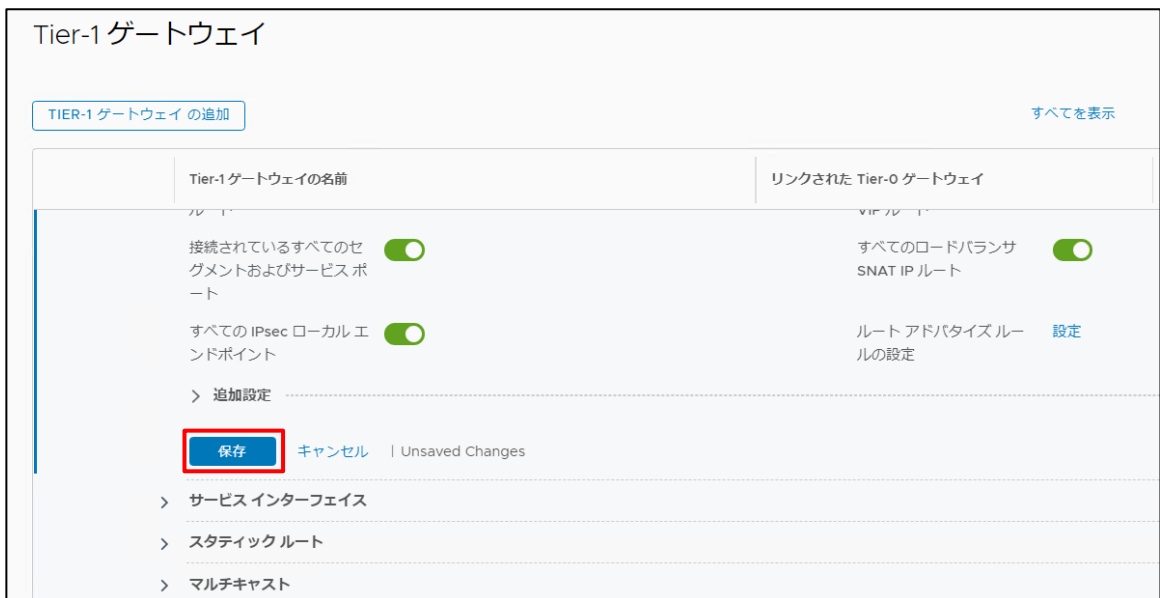 Tier-1 ゲートウェイ
TIER-1 ゲートウェイ の追加
すべてを表示
Tier-1 ゲートウェイの名前
リンクされた Tier-0 ゲートウェイ
ルート
VIP ルート
接続されているすべてのセ
グメントおよびサービス ポ
ート
すべてのロードバランサ
SNAT IP ルート
すべての IPsec ローカル エ
ンドポイント
ルート アドバタイズ ルー
ルの設定
設定
追加設定
保存
キャンセル
| Unsaved Changes
サービス インターフェイス
スタティック ルート
マルチキャスト